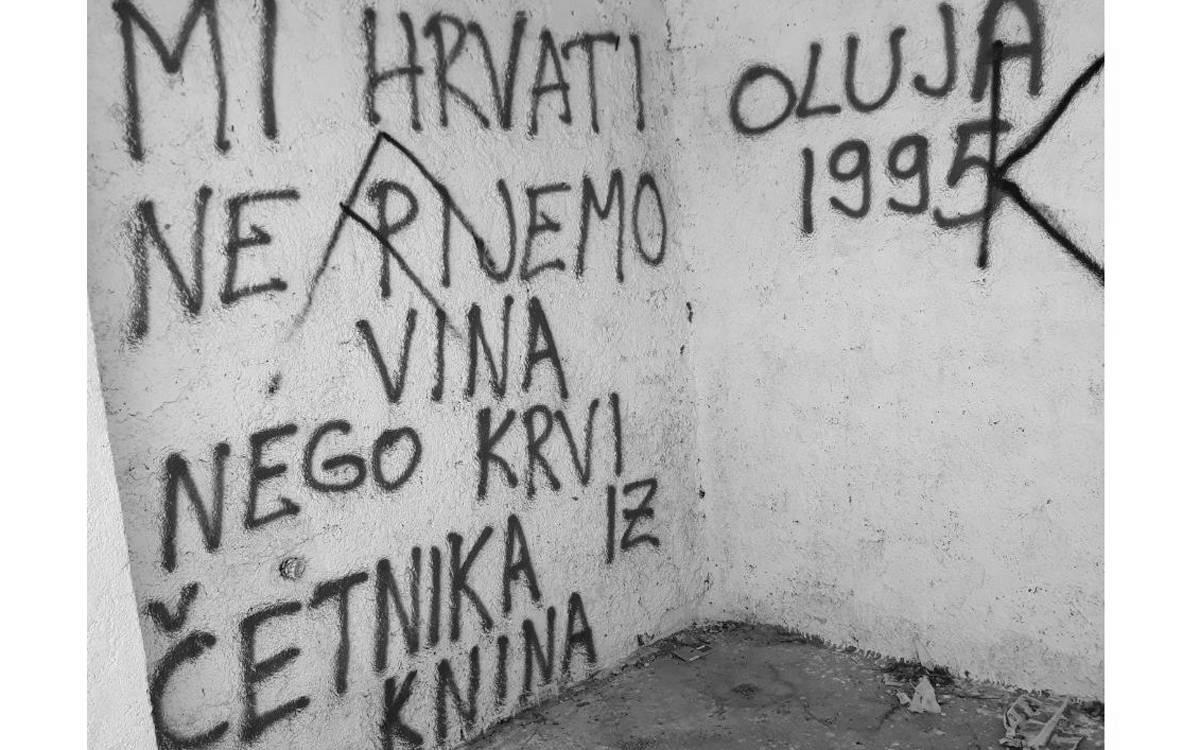 MI HRVATI
NE PIJEMO
VINA
NEGO KRVI
IZ
ČETNIKA
KNINA
OLUJA
1995
K